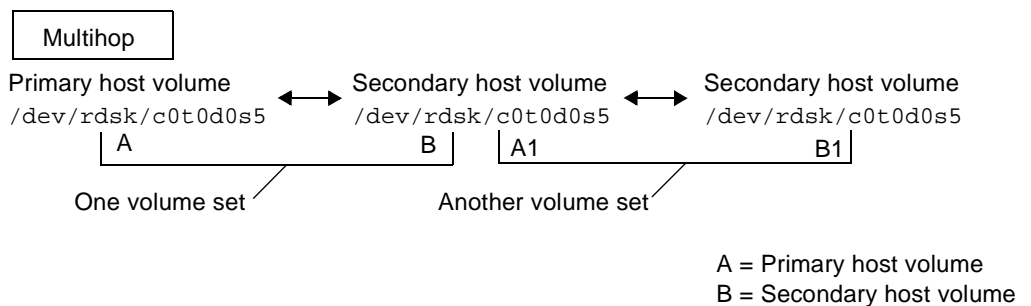 Multihop
Primary host volume Secondary host volume Secondary host volume
/dev/rdsk/c0t0d0s5 /dev/rdsk/c0t0d0s5 /dev/rdsk/c0t0d0s5
A B A1 B1
One volume set Another volume set
A = Primary host volume
B = Secondary host volume